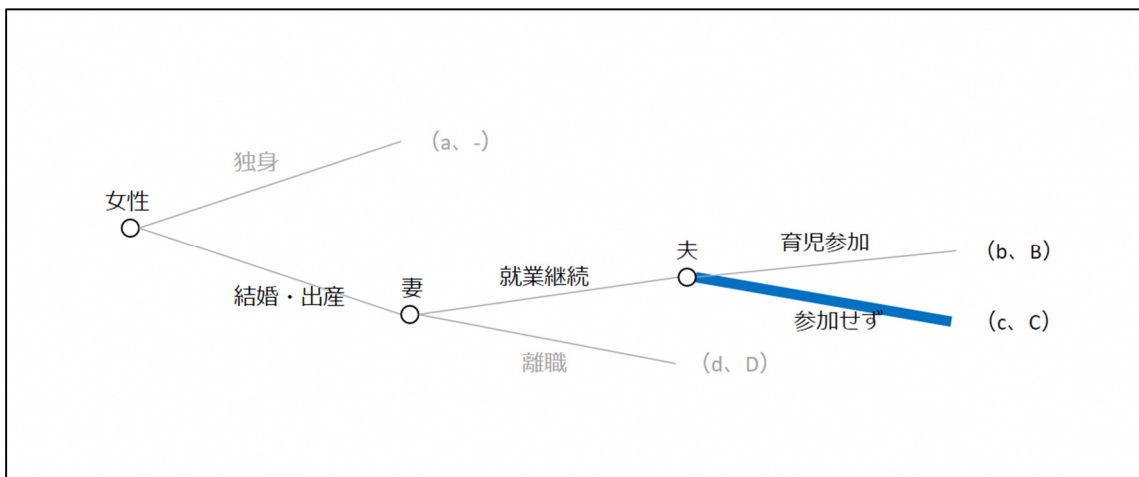 独身
（a、-）
女性
結婚・出産
妻
就業継続
離職
（d、D）
夫
育児参加
（b、B）
参加せず
（c、C）